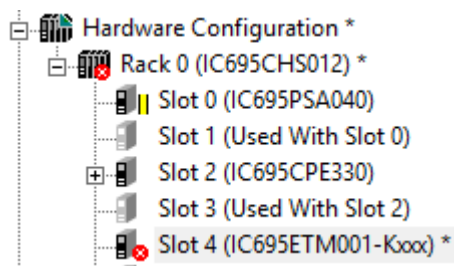 Hardware Configuration *
Rack 0 (IC695CHS012) *
Slot 0 (IC695PSA040)
Slot 1 (Used With Slot 0)
Slot 2 (IC695CPE330)
Slot 3 (Used With Slot 2)
Slot 4 (IC695ETM001-Kxxx) *